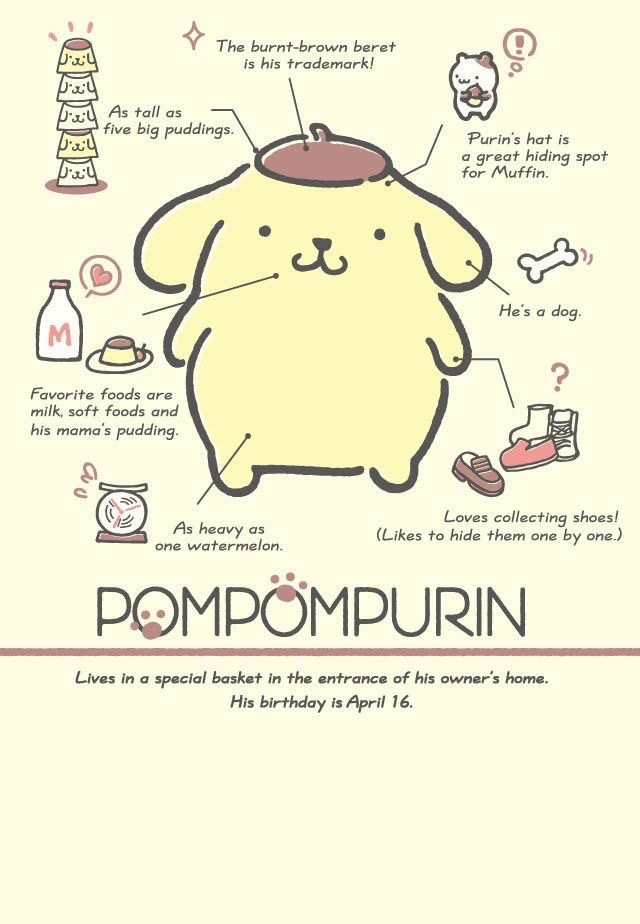 The burnt-brown beret
is his trademark!
As tall as
five big puddings.
!
Purin's hat is
a great hiding spot
for Muffin.
He's a dog.
M
Favorite foods are
milk, soft foods and
his mama's pudding.
?
Loves collecting shoes!
(Likes to hide them one by one.)
As heavy as
one watermelon.
POMPOMPURIN
Lives in a special basket in the entrance of his owner's home.
His birthday is April 16.